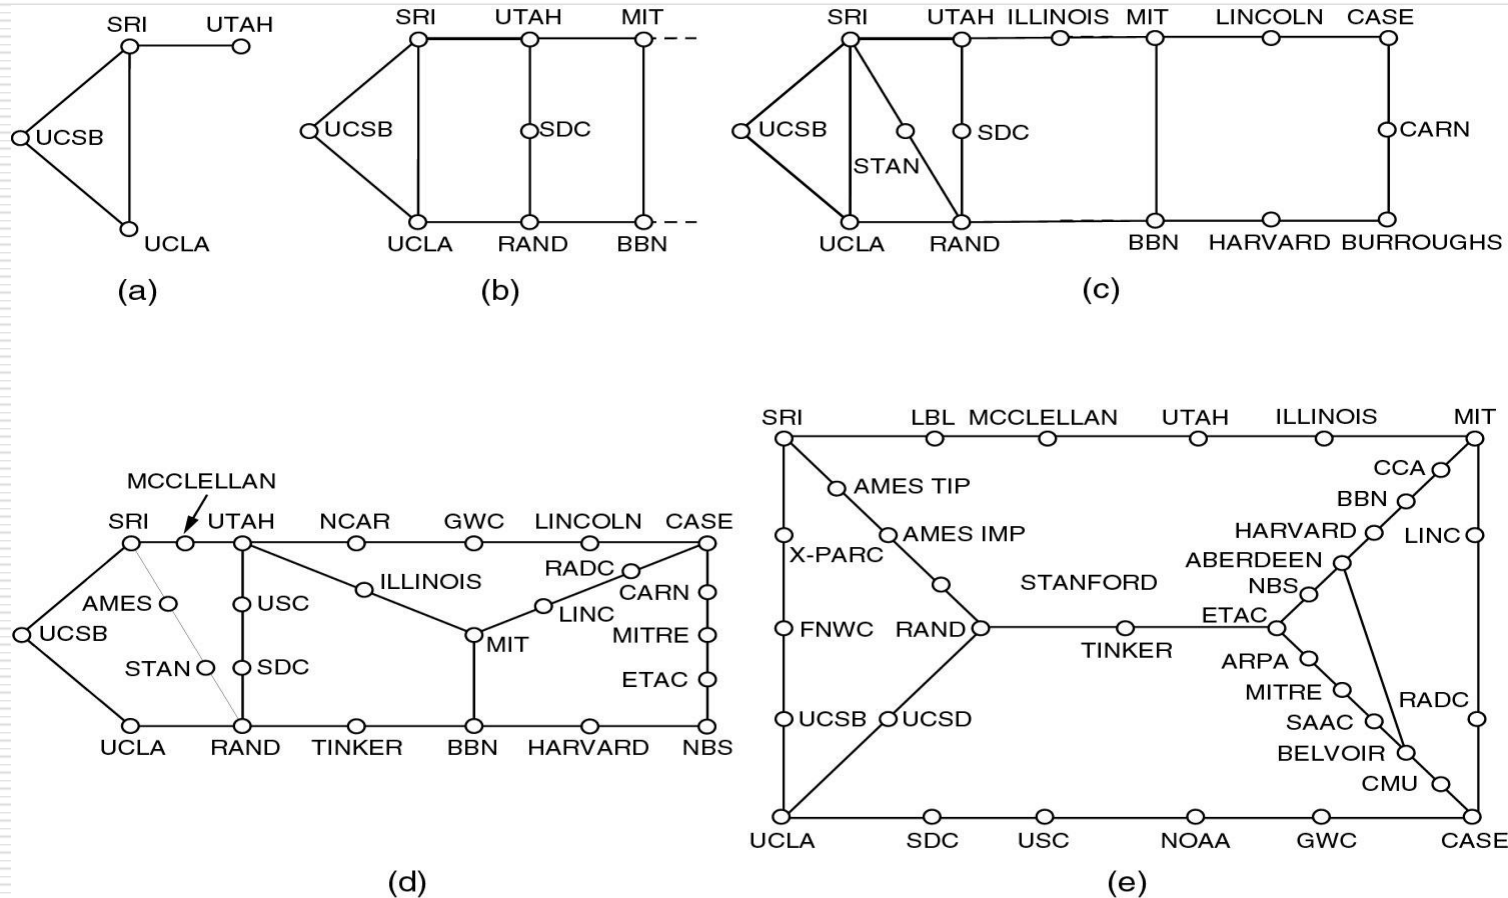 SRI UTAH
UCSB
UCLA
(a)
SRI UTAH MIT
UCSB SDC
UCLA RAND BBN
(b)
SRI UTAH ILLINOIS MIT LINCOLN CASE
UCSB STAN SDC CARN
UCLA RAND BBN HARVARD BURROUGHS
(c)
MCCLELLAN
SRI UTAH NCAR GWC LINCOLN CASE
RADC
ILLINOIS
CARN
AMES USC LINC
UCSB MIT MITRE
STAN SDC ETAC
UCLA RAND TINKER BBN HARVARD NBS
(d)
SRI LBL MCCLELLAN UTAH ILLINOIS MIT
CCA
AMES TIP
BBN
AMES IMP HARVARD LINC
X-PARC ABERDEEN
STANFORD NBS
ETAC
FNWC RAND
TINKER
ARPA
MITRE RADC
UCSB UCSD SAAC
BELVOIR
CMU
UCLA SDC USC NOAA GWC CASE
(e)